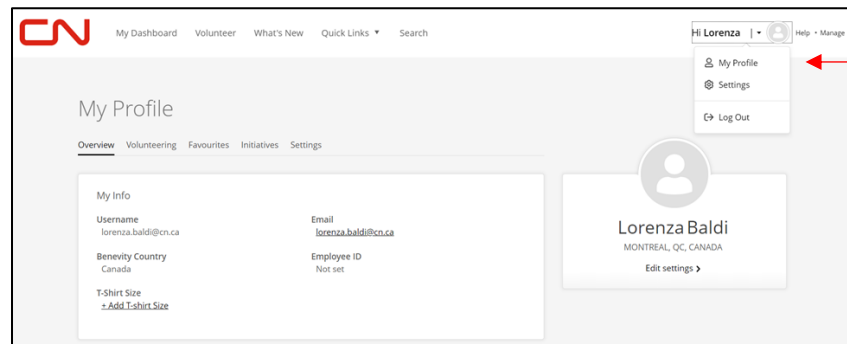 CN My Dashboard Volunteer What's New Quick Links ▼ Search Hi Lorenza | ▾ Help • Manage
My Profile
Settings
Log Out
My Profile
Overview Volunteering Favourites Initiatives Settings
My Info
Username Email
lorenza.baldi@cn.ca lorenza.baldi@cn.ca
Benevity Country Employee ID
Canada Not set
T-Shirt Size
+ Add T-shirt Size
Lorenza Baldi
MONTREAL, QC, CANADA
Edit settings >